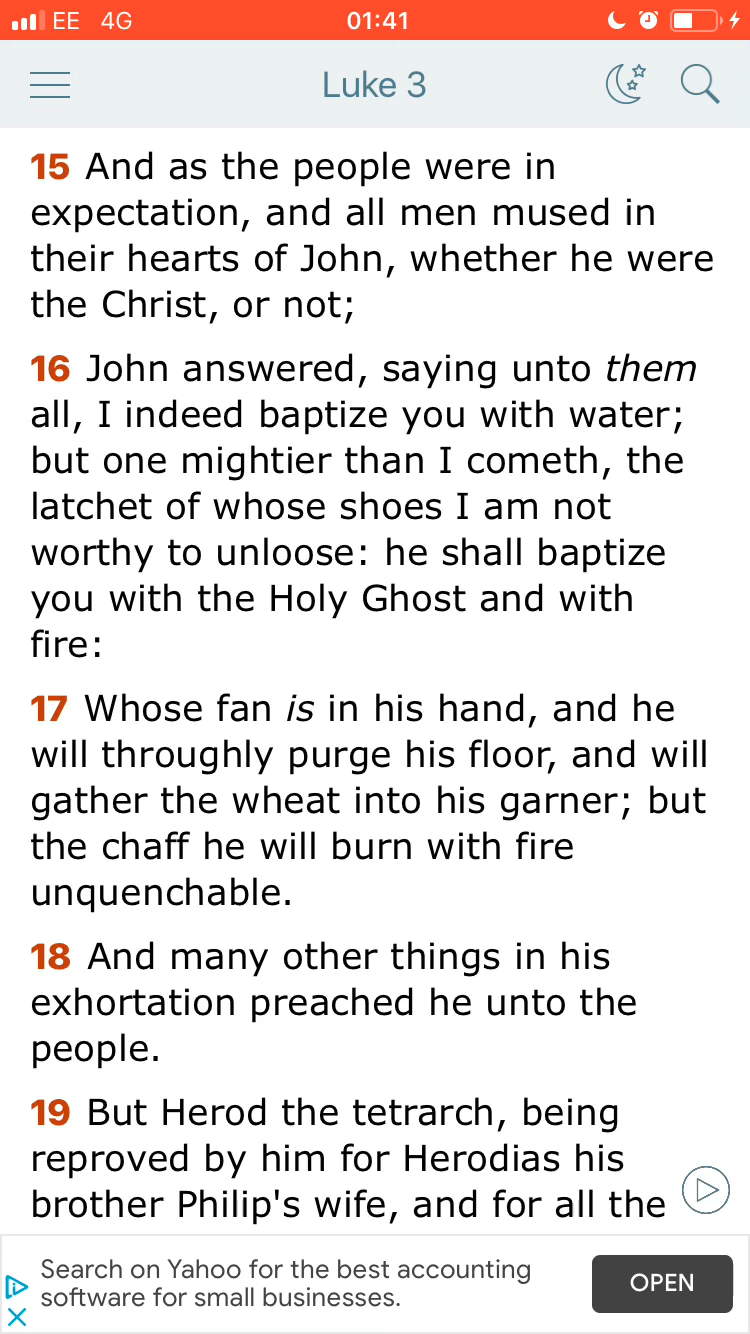 EE 4G 01:41
Luke 3
15 And as the people were in
expectation, and all men mused in
their hearts of John, whether he were
the Christ, or not;
16 John answered, saying unto them
all, I indeed baptize you with water;
but one mightier than I cometh, the
latchet of whose shoes I am not
worthy to unloose: he shall baptize
you with the Holy Ghost and with
fire:
17 Whose fan is in his hand, and he
will throughly purge his floor, and will
gather the wheat into his garner; but
the chaff he will burn with fire
unquenchable.
18 And many other things in his
exhortation preached he unto the
people.
19 But Herod the tetrarch, being
reproved by him for Herodias his
brother Philip's wife, and for all the
Search on Yahoo for the best accounting
software for small businesses.
OPEN